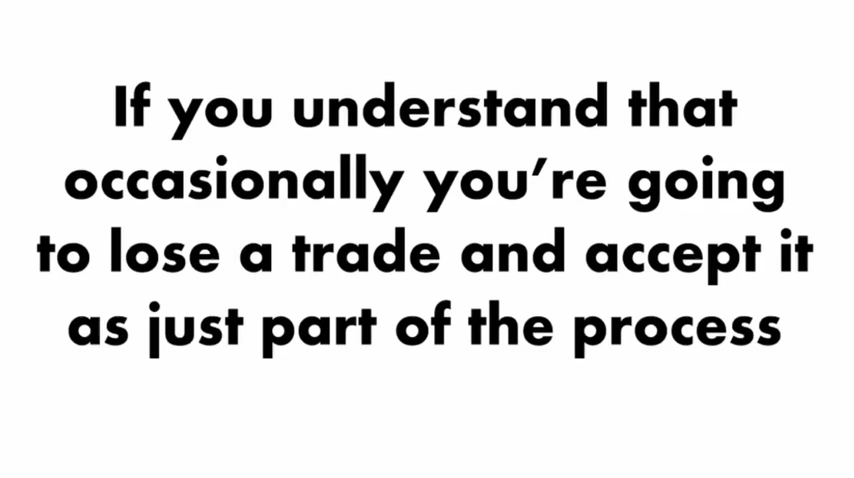 If you understand that
occasionally you’re going
to lose a trade and accept it
as just part of the process